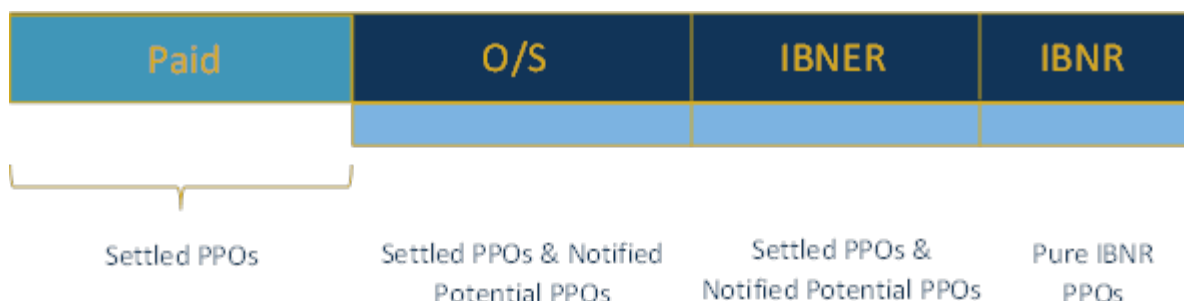 Paid O/S IBNER IBNR
Settled PPOs
Settled PPOs & Notified
Potential PPOs
Settled PPOs &
Notified Potential PPOs
Pure IBNR
PPOs